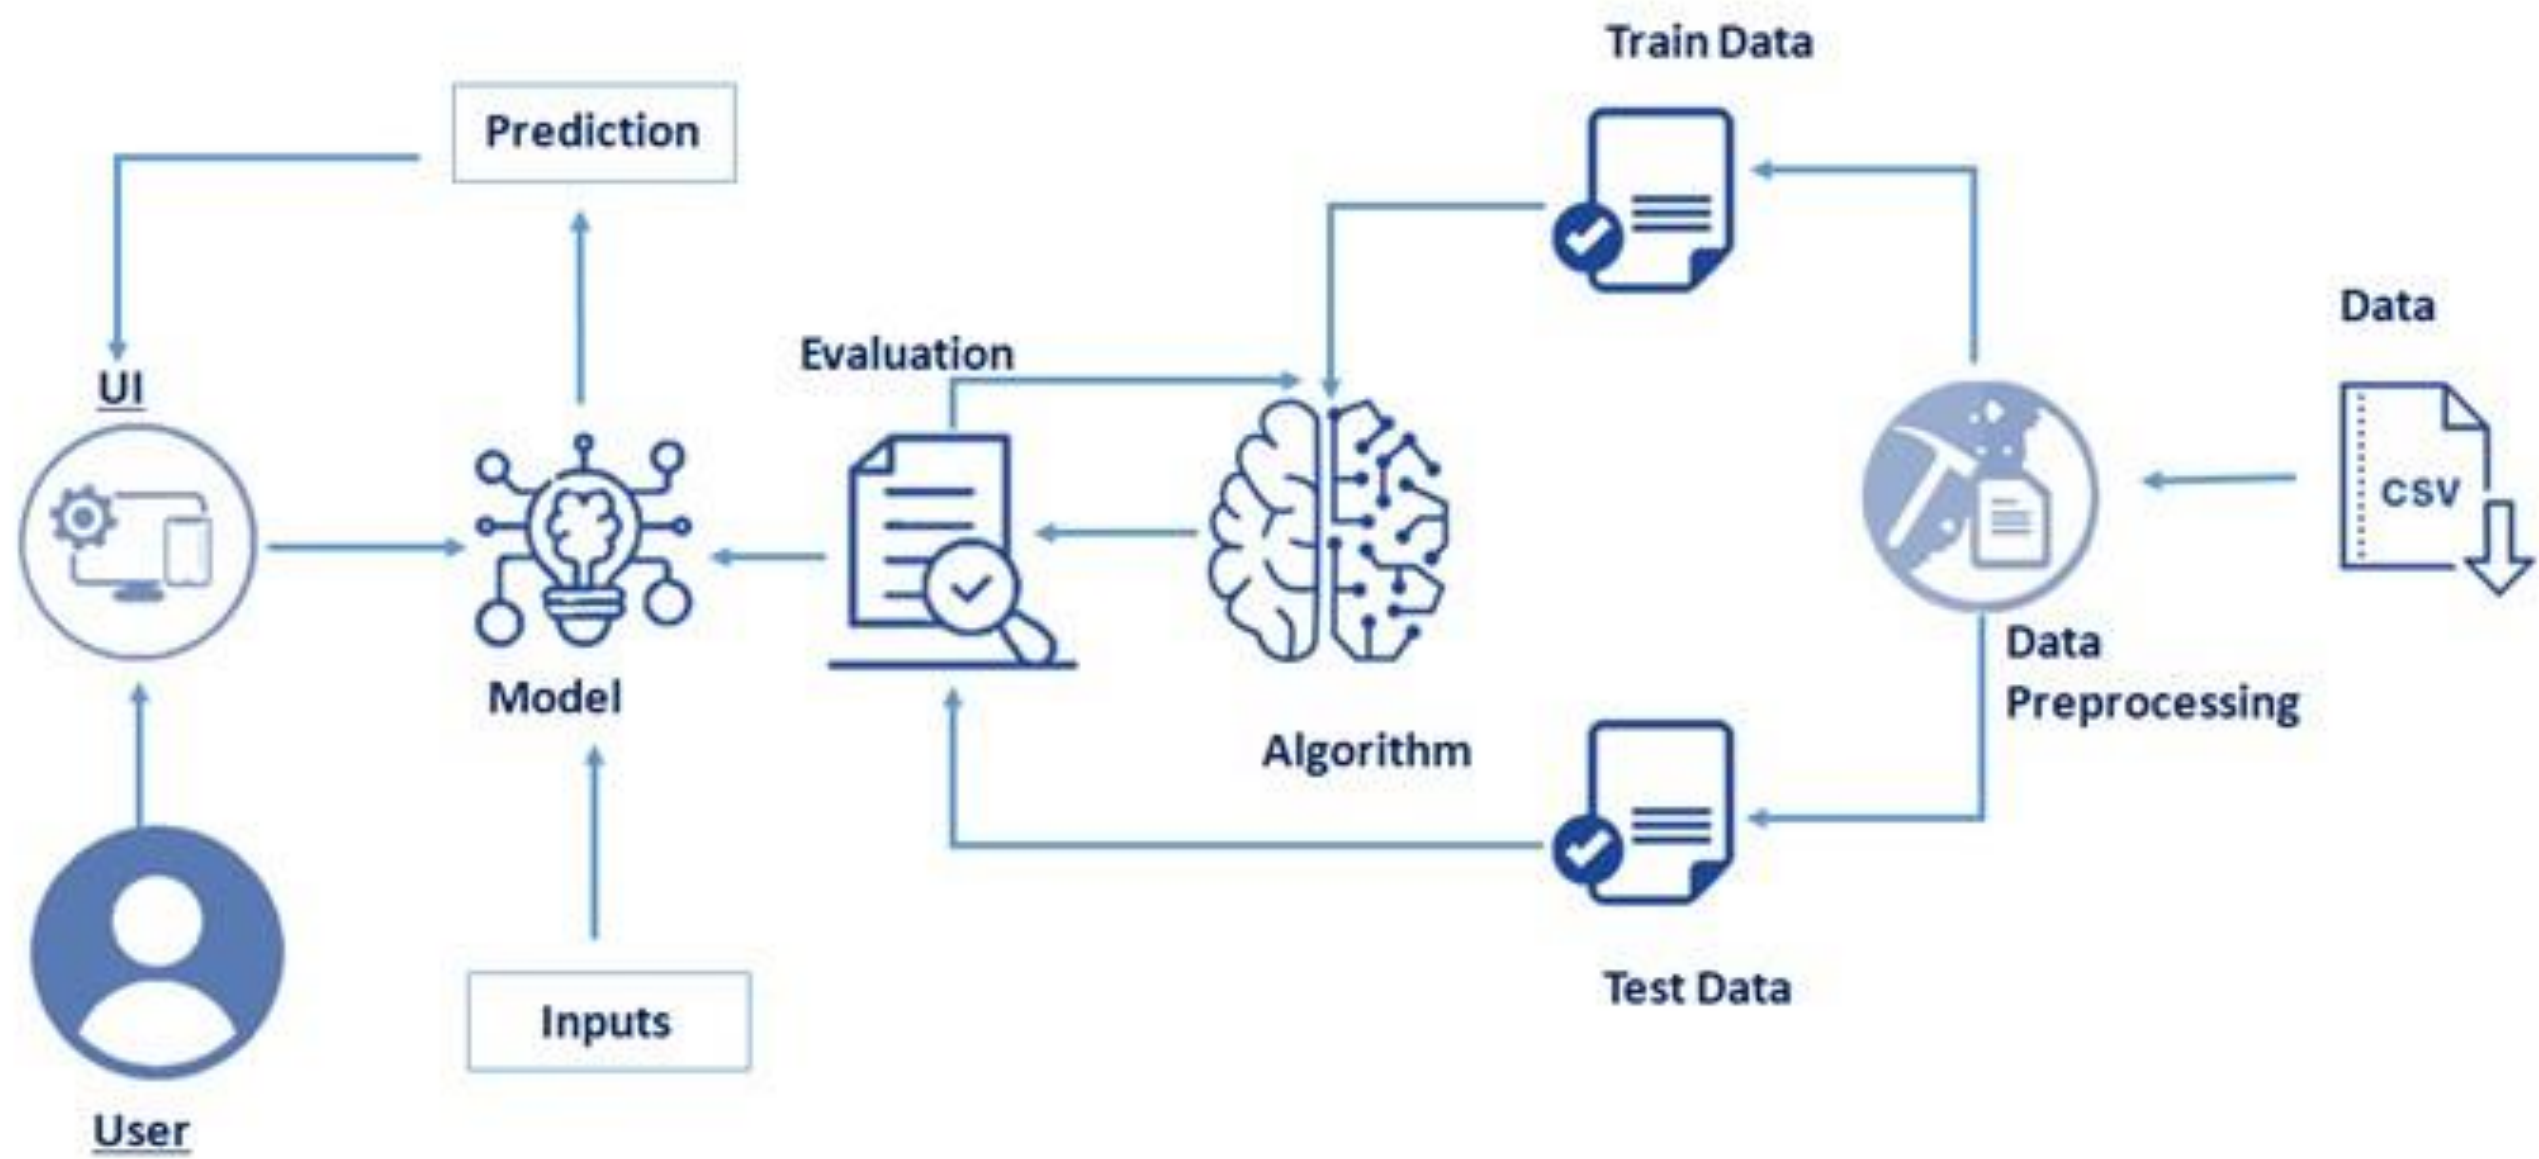 Train Data
Prediction
Data
Evaluation
UI
CSV
Data
Preprocessing
Model
Algorithm
Test Data
Inputs
User